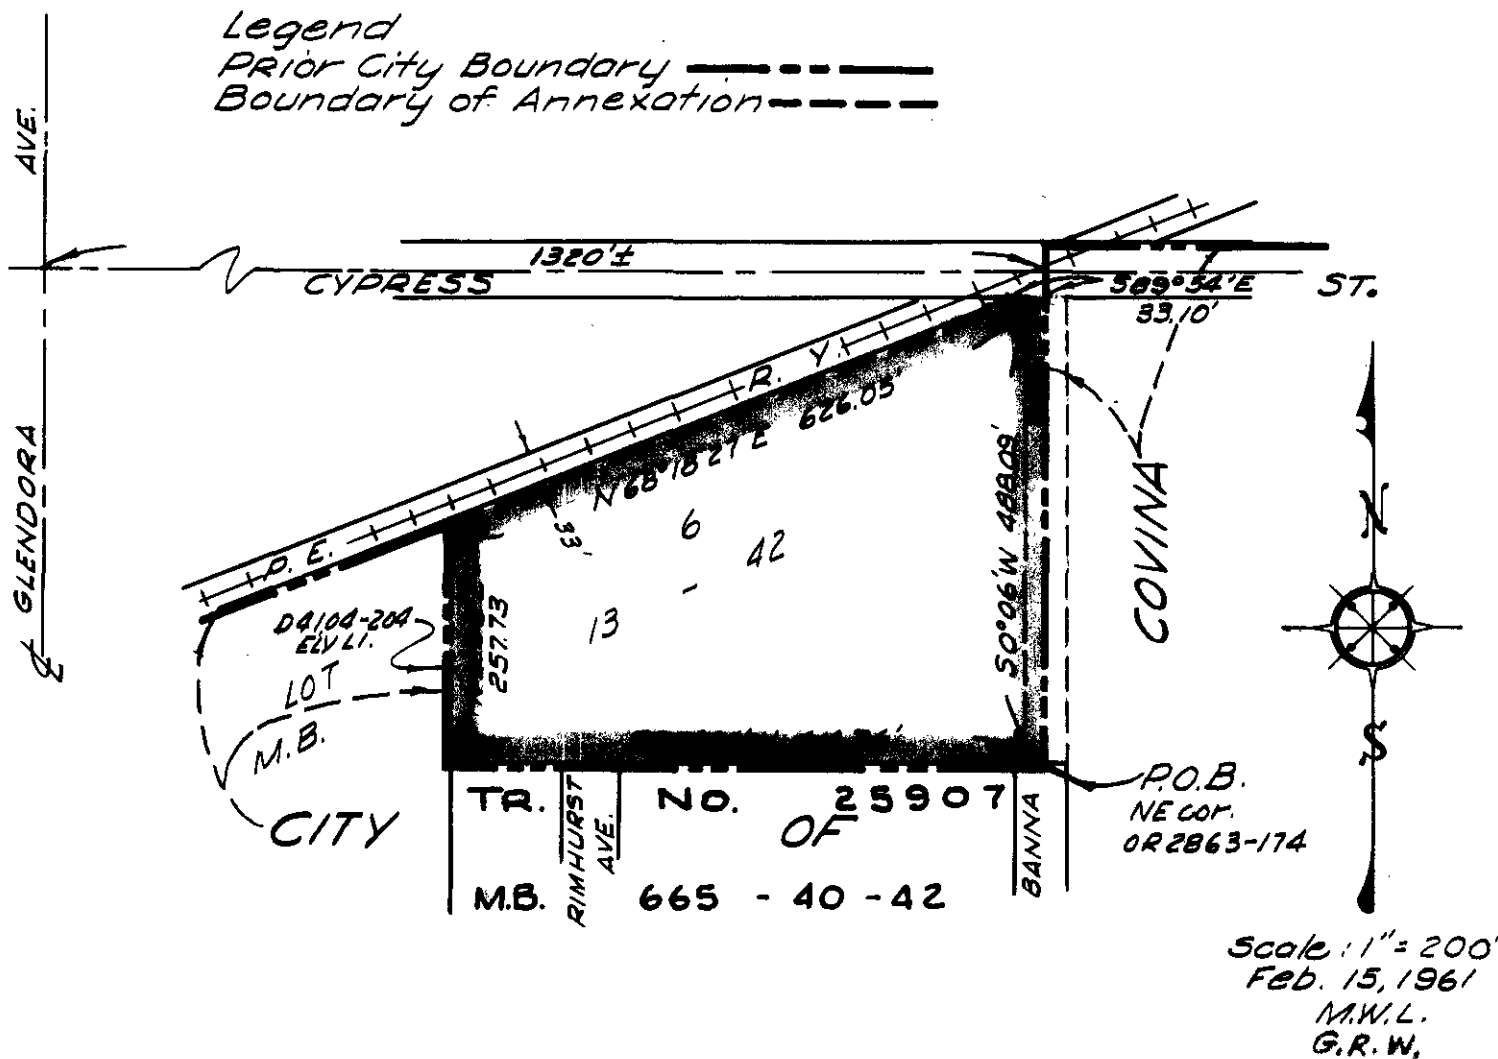 Legend
Prior City Boundary
Boundary of Annexation
AVE.
1320'±
CYPRESS
S89°54'E
33.10'
ST.
P. E. R. Y.
N 68°18'27" E 626.05'
33'
6
42
13 -
S0°06'W 488.09'
COVINA
℄ GLENDORA
D4104-204
ELY LI.
257.73
LOT
M.B.
CITY
TR. NO. 25907
OF
RIMHURST
AVE.
BANNA
M.B. 665 - 40 - 42
P.O.B.
NE cor.
OR 2863-174
N
S
Scale: 1"= 200'
Feb. 15, 1961
M.W.L.
G.R.W.